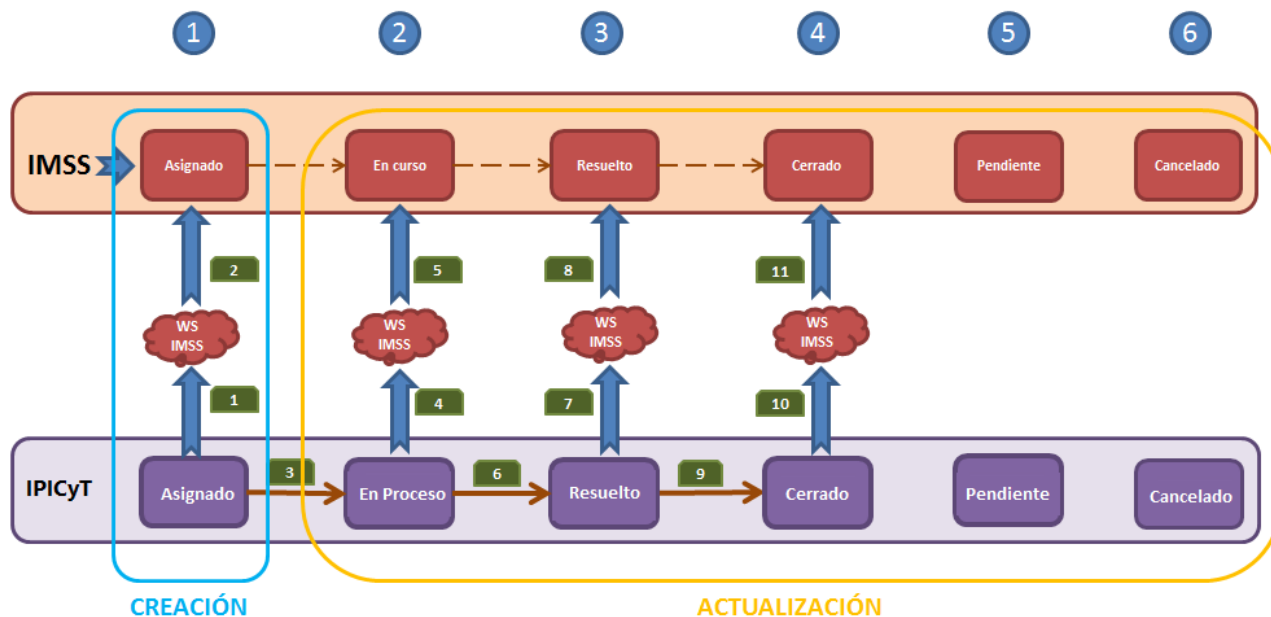 1 2 3 4 5 6
IMSS
Asignado
En curso
Resuelto
Cerrado
Pendiente
Cancelado
2
5
8
11
WS
IMSS
WS
IMSS
WS
IMSS
WS
IMSS
1
4
7
10
IPICyT
Asignado
3
En Proceso
6
Resuelto
9
Cerrado
Pendiente
Cancelado
CREACIÓN
ACTUALIZACIÓN